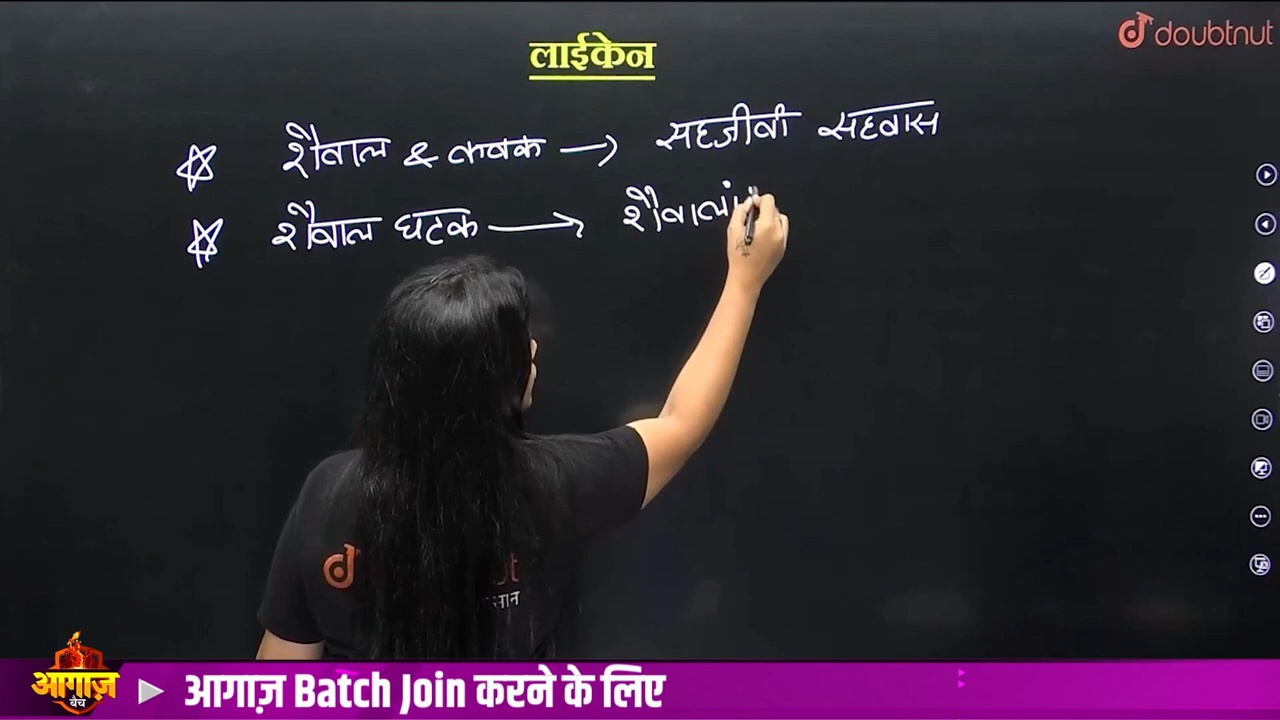 doubtnut
लाईकेन
शैवाल & कवक → सहजीवी सहवास
शैवाल घटक → शैवालां
सान
आगाज़
बैच
आगाज़ Batch Join करने के लिए